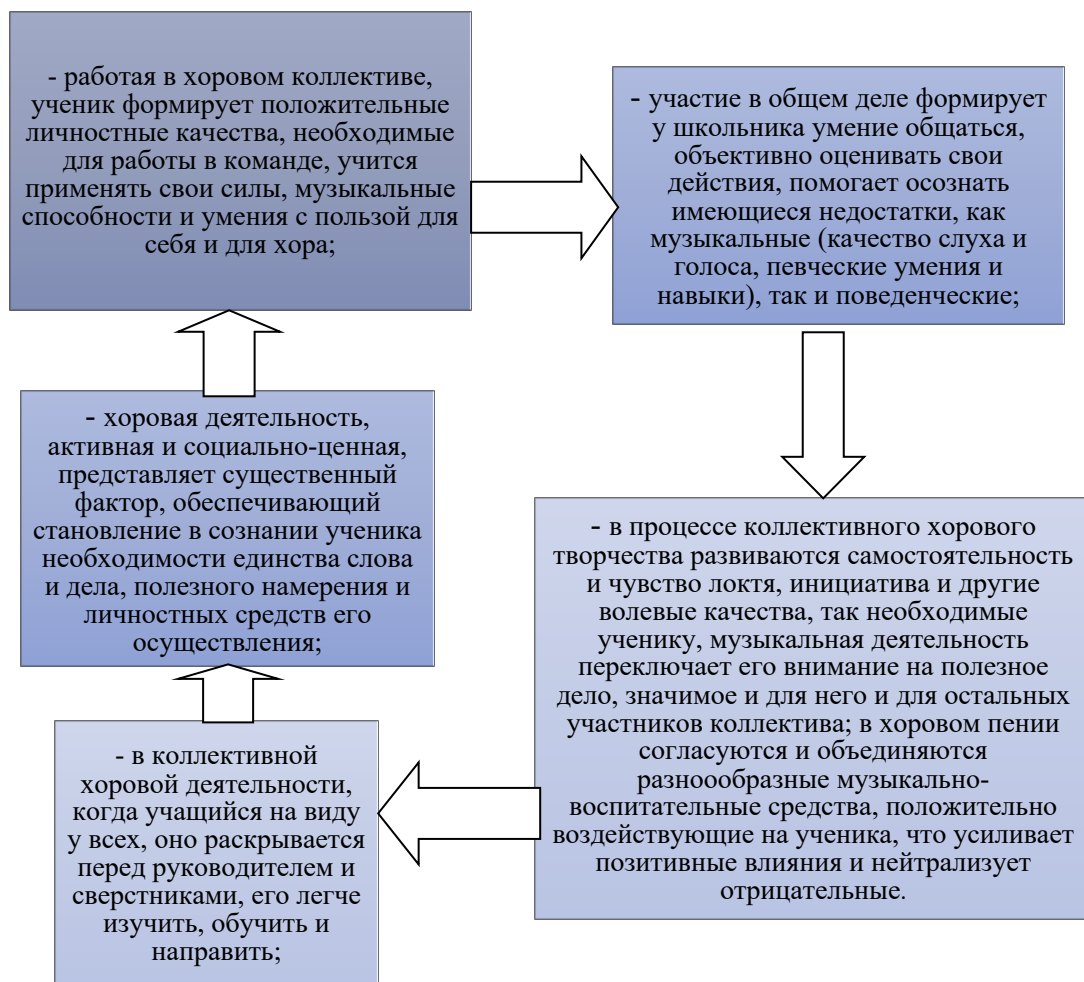 - работая в хоровом коллективе,
ученик формирует положительные
личностные качества, необходимые
для работы в команде, учится
применять свои силы, музыкальные
способности и умения с пользой для
себя и для хора;
- участие в общем деле формирует
у школьника умение общаться,
объективно оценивать свои
действия, помогает осознать
имеющиеся недостатки, как
музыкальные (качество слуха и
голоса, певческие умения и
навыки), так и поведенческие;
- в процессе коллективного хорового
творчества развиваются самостоятельность
и чувство локтя, инициатива и другие
волевые качества, так необходимые
ученику, музыкальная деятельность
переключает его внимание на полезное
дело, значимое и для него и для остальных
участников коллектива; в хоровом пении
согласуются и объединяются
разноообразные музыкально-
воспитательные средства, положительно
воздействующие на ученика, что усиливает
позитивные влияния и нейтрализует
отрицательные.
- в коллективной
хоровой деятельности,
когда учащийся на виду
у всех, оно раскрывается
перед руководителем и
сверстниками, его легче
изучить, обучить и
направить;
- хоровая деятельность,
активная и социально-ценная,
представляет существенный
фактор, обеспечивающий
становление в сознании ученика
необходимости единства слова
и дела, полезного намерения и
личностных средств его
осуществления;